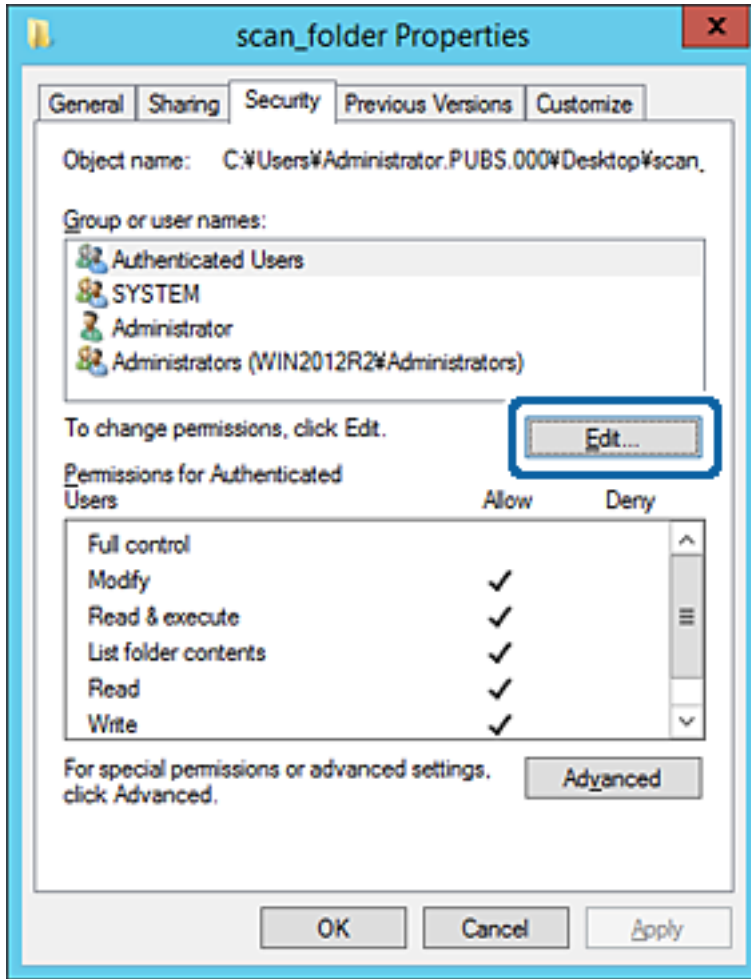 scan_folder Properties
x
General Sharing Security Previous Versions Customize
Object name: C:¥Users¥Administrator.PUBS.000¥Desktop¥scan_
Group or user names:
Authenticated Users
SYSTEM
Administrator
Administrators (WIN2012R2¥Administrators)
To change permissions, click Edit. Edit...
Permissions for Authenticated
Users Allow Deny
Full control
Modify
Read & execute
List folder contents
Read
Write
For special permissions or advanced settings,
click Advanced. Advanced
OK Cancel Apply